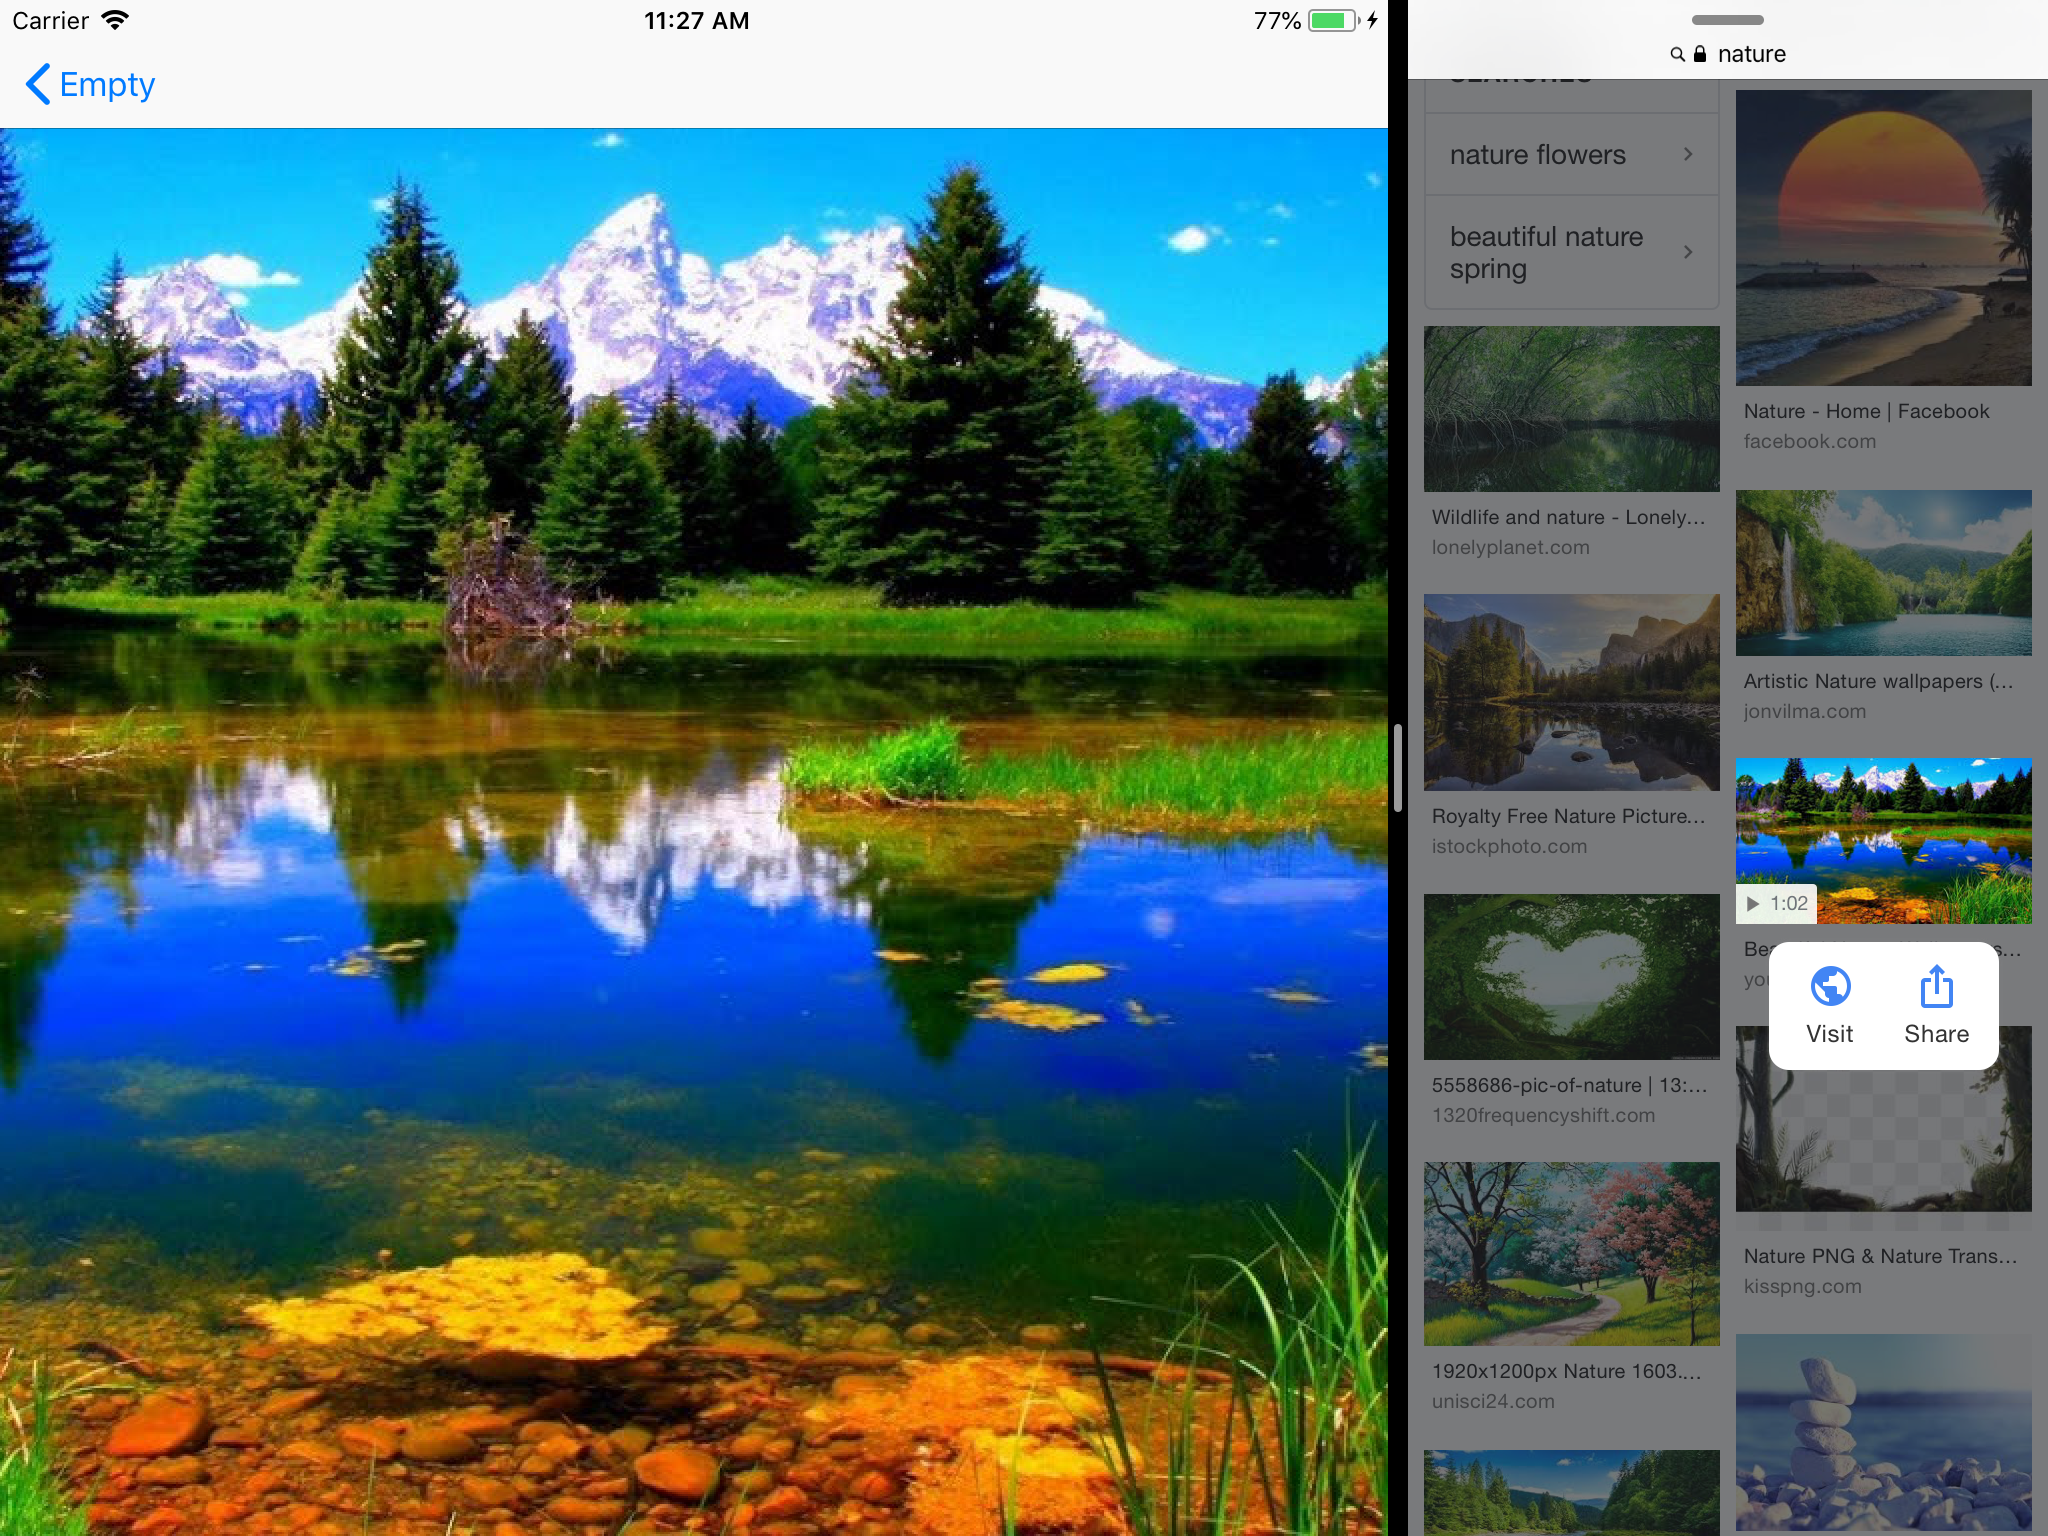 Carrier
11:27 AM
77%
Empty
nature
nature flowers
beautiful nature
spring
Wildlife and nature - Lonely...
lonelyplanet.com
Royalty Free Nature Picture...
istockphoto.com
5558686-pic-of-nature | 13:...
1320frequencyshift.com
1920x1200px Nature 1603....
unisci24.com
Nature - Home | Facebook
facebook.com
Artistic Nature wallpapers (...
jonvilma.com
1:02
Visit
Share
Nature PNG & Nature Trans...
kisspng.com